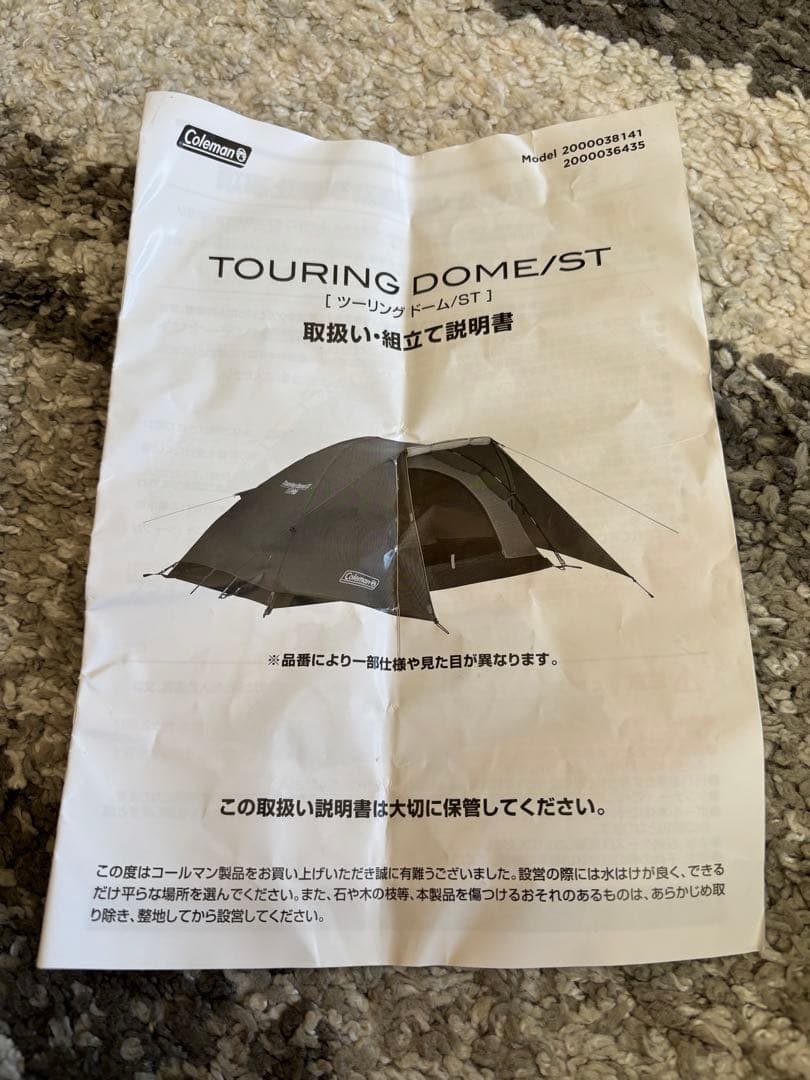 Coleman
Model 2000038141
2000036435
TOURING DOME/ST
[ ツーリング ドーム/ST ]
取扱い・組立て説明書
Coleman
※品番により一部仕様や見た目が異なります。
この取扱い説明書は大切に保管してください。
この度はコールマン製品をお買い上げいただき誠に有難うございました。設営の際には水はけが良く、できる
だけ平らな場所を選んでください。また、石や木の枝等、本製品を傷つけるおそれのあるものは、あらかじめ取
り除き、整地してから設営してください。